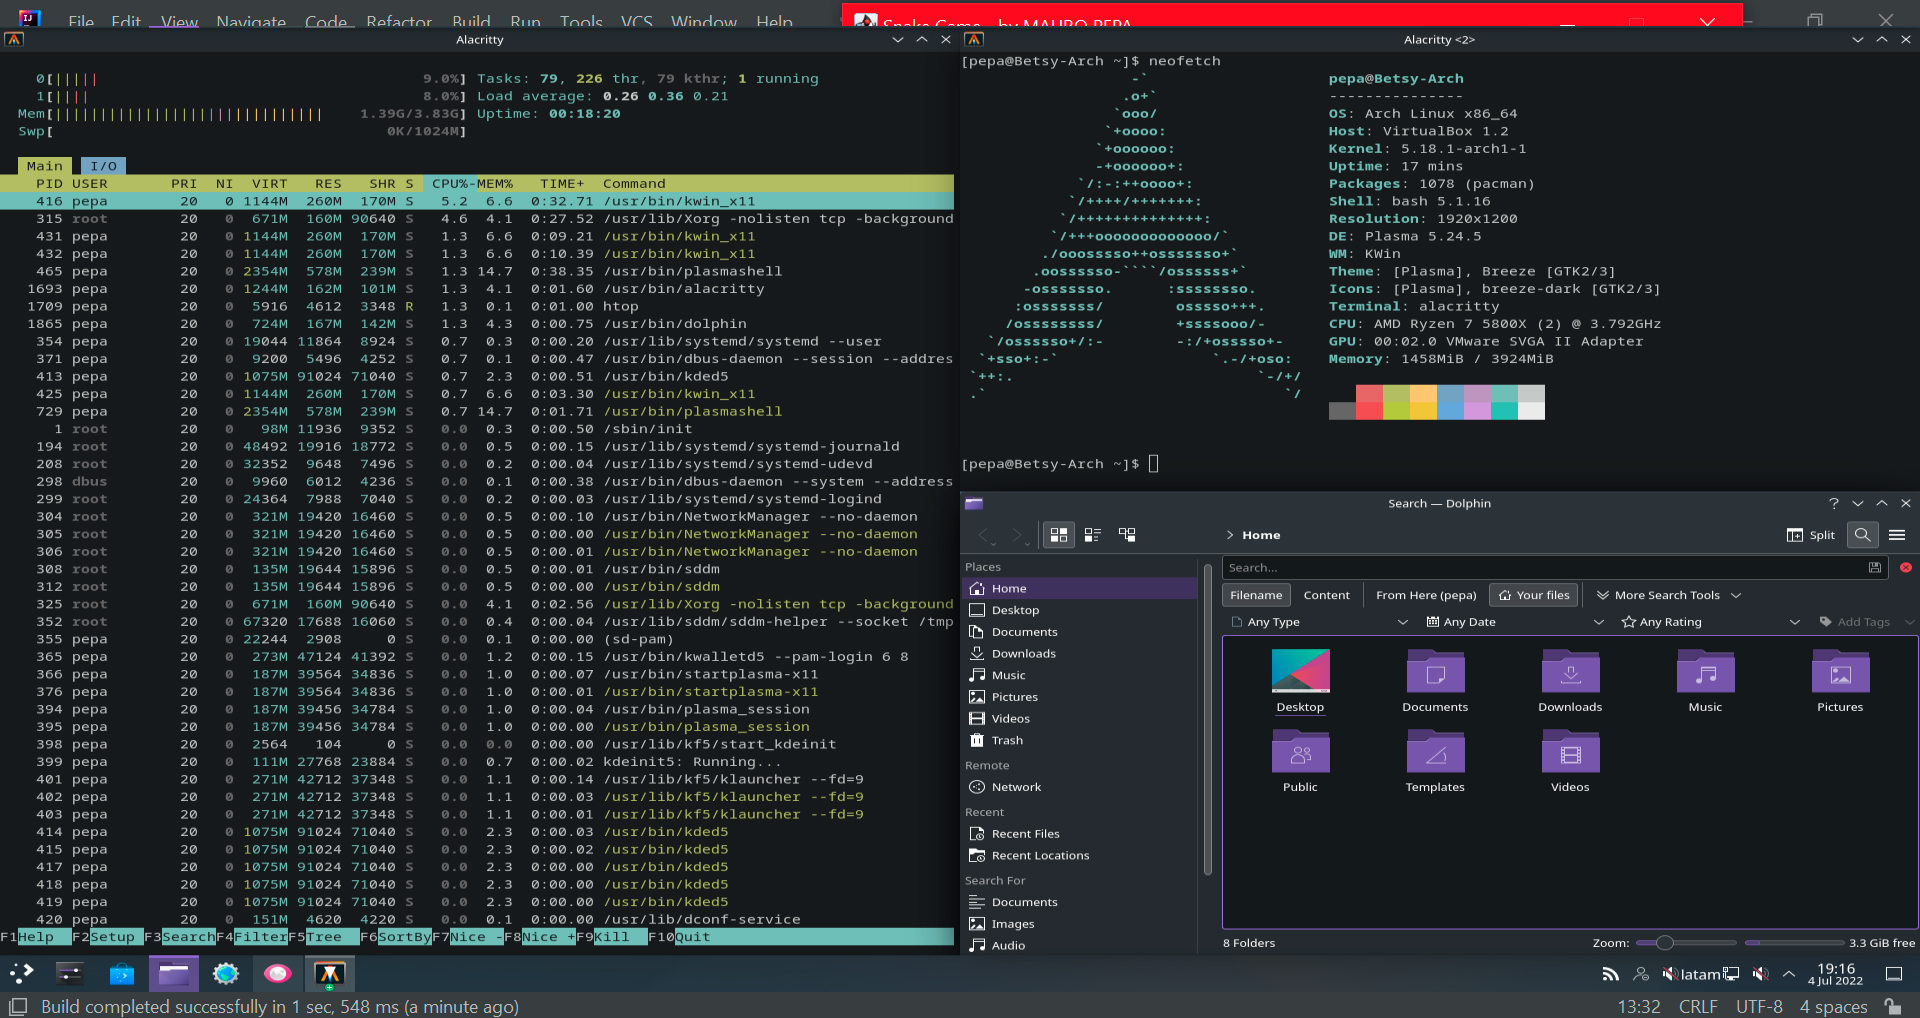 File Edit View Navigate Code Refactor Build Run Tools VCS Window Help
Snake Game - by MAURO PEPA
Alacritty
0[||||| 9.0%] Tasks: 79, 226 thr, 79 kthr; 1 running
1[|||| 8.0%] Load average: 0.26 0.36 0.21
Mem[|||||||||||||||||||||||||||||| 1.39G/3.83G] Uptime: 00:18:20
Swp[ 0K/1024M]
Main I/O
PID USER PRI NI VIRT RES SHR S CPU%-MEM% TIME+ Command
416 pepa 20 0 1144M 260M 170M S 5.2 6.6 0:32.71 /usr/bin/kwin_x11
315 root 20 0 671M 160M 90640 S 4.6 4.1 0:27.52 /usr/lib/Xorg -nolisten tcp -background
431 pepa 20 0 1144M 260M 170M S 1.3 6.6 0:09.21 /usr/bin/kwin_x11
432 pepa 20 0 1144M 260M 170M S 1.3 6.6 0:10.39 /usr/bin/kwin_x11
465 pepa 20 0 2354M 578M 239M S 1.3 14.7 0:38.35 /usr/bin/plasmashell
1693 pepa 20 0 1244M 162M 101M S 1.3 4.1 0:01.60 /usr/bin/alacritty
1709 pepa 20 0 5916 4612 3348 R 1.3 0.1 0:01.00 htop
1865 pepa 20 0 724M 167M 142M S 1.3 4.3 0:00.75 /usr/bin/dolphin
354 pepa 20 0 19044 11864 8924 S 0.7 0.3 0:00.20 /usr/lib/systemd/systemd --user
371 pepa 20 0 9200 5496 4252 S 0.7 0.1 0:00.47 /usr/bin/dbus-daemon --session --addres
413 pepa 20 0 1075M 91024 71040 S 0.7 2.3 0:00.51 /usr/bin/kded5
425 pepa 20 0 1144M 260M 170M S 0.7 6.6 0:03.30 /usr/bin/kwin_x11
729 pepa 20 0 2354M 578M 239M S 0.7 14.7 0:01.71 /usr/bin/plasmashell
1 root 20 0 98M 11936 9352 S 0.0 0.3 0:00.50 /sbin/init
194 root 20 0 48492 19916 18772 S 0.0 0.5 0:00.15 /usr/lib/systemd/systemd-journald
208 root 20 0 32352 9648 7496 S 0.0 0.2 0:00.04 /usr/lib/systemd/systemd-udevd
298 dbus 20 0 9960 6012 4236 S 0.0 0.1 0:00.38 /usr/bin/dbus-daemon --system --address
299 root 20 0 24364 7988 7040 S 0.0 0.2 0:00.03 /usr/lib/systemd/systemd-logind
304 root 20 0 321M 19420 16460 S 0.0 0.5 0:00.10 /usr/bin/NetworkManager --no-daemon
305 root 20 0 321M 19420 16460 S 0.0 0.5 0:00.00 /usr/bin/NetworkManager --no-daemon
306 root 20 0 321M 19420 16460 S 0.0 0.5 0:00.01 /usr/bin/NetworkManager --no-daemon
308 root 20 0 135M 19644 15896 S 0.0 0.5 0:00.01 /usr/bin/sddm
312 root 20 0 135M 19644 15896 S 0.0 0.5 0:00.00 /usr/bin/sddm
325 root 20 0 671M 160M 90640 S 0.0 4.1 0:02.56 /usr/lib/Xorg -nolisten tcp -background
352 root 20 0 67320 17688 16060 S 0.0 0.4 0:00.04 /usr/lib/sddm/sddm-helper --socket /tmp
355 pepa 20 0 22244 2908 0 S 0.0 0.1 0:00.00 (sd-pam)
365 pepa 20 0 273M 47124 41392 S 0.0 1.2 0:00.15 /usr/bin/kwalletd5 --pam-login 6 8
366 pepa 20 0 187M 39564 34836 S 0.0 1.0 0:00.07 /usr/bin/startplasma-x11
376 pepa 20 0 187M 39564 34836 S 0.0 1.0 0:00.01 /usr/bin/startplasma-x11
394 pepa 20 0 187M 39456 34784 S 0.0 1.0 0:00.04 /usr/bin/plasma_session
395 pepa 20 0 187M 39456 34784 S 0.0 1.0 0:00.00 /usr/bin/plasma_session
398 pepa 20 0 2564 104 0 S 0.0 0.0 0:00.00 /usr/lib/kf5/start_kdeinit
399 pepa 20 0 111M 27768 23884 S 0.0 0.7 0:00.02 kdeinit5: Running...
401 pepa 20 0 271M 42712 37348 S 0.0 1.1 0:00.14 /usr/lib/kf5/klauncher --fd=9
402 pepa 20 0 271M 42712 37348 S 0.0 1.1 0:00.03 /usr/lib/kf5/klauncher --fd=9
403 pepa 20 0 271M 42712 37348 S 0.0 1.1 0:00.01 /usr/lib/kf5/klauncher --fd=9
414 pepa 20 0 1075M 91024 71040 S 0.0 2.3 0:00.03 /usr/bin/kded5
415 pepa 20 0 1075M 91024 71040 S 0.0 2.3 0:00.02 /usr/bin/kded5
417 pepa 20 0 1075M 91024 71040 S 0.0 2.3 0:00.00 /usr/bin/kded5
418 pepa 20 0 1075M 91024 71040 S 0.0 2.3 0:00.00 /usr/bin/kded5
419 pepa 20 0 1075M 91024 71040 S 0.0 2.3 0:00.00 /usr/bin/kded5
420 pepa 20 0 151M 4620 4220 S 0.0 0.1 0:00.00 /usr/lib/dconf-service
F1Help F2Setup F3SearchF4FilterF5Tree F6SortByF7Nice -F8Nice +F9Kill F10Quit
Alacritty <2>
[pepa@Betsy-Arch ~]$ neofetch
pepa@Betsy-Arch
---------------
OS: Arch Linux x86_64
Host: VirtualBox 1.2
Kernel: 5.18.1-arch1-1
Uptime: 17 mins
Packages: 1078 (pacman)
Shell: bash 5.1.16
Resolution: 1920x1200
DE: Plasma 5.24.5
WM: KWin
Theme: [Plasma], Breeze [GTK2/3]
Icons: [Plasma], breeze-dark [GTK2/3]
Terminal: alacritty
CPU: AMD Ryzen 7 5800X (2) @ 3.792GHz
GPU: 00:02.0 VMware SVGA II Adapter
Memory: 1458MiB / 3924MiB
[pepa@Betsy-Arch ~]$
Search — Dolphin
> Home
Split
Places
Home
Desktop
Documents
Downloads
Music
Pictures
Videos
Trash
Remote
Network
Recent
Recent Files
Recent Locations
Search For
Documents
Images
Audio
Search...
Filename Content From Here (pepa) Your files More Search Tools
Any Type Any Date Any Rating Add Tags
Desktop Documents Downloads Music Pictures
Public Templates Videos
8 Folders Zoom: 3.3 GiB free
latam
19:16
4 Jul 2022
Build completed successfully in 1 sec, 548 ms (a minute ago) 13:32 CRLF UTF-8 4 spaces